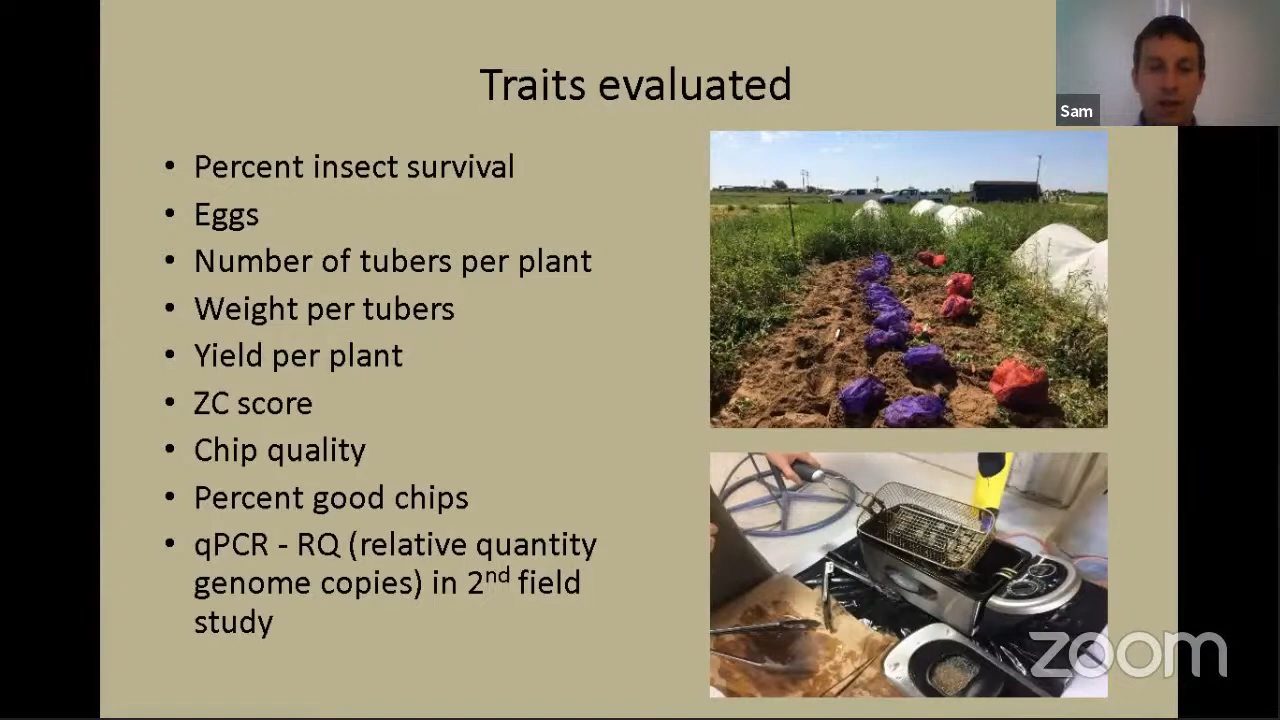 Traits evaluated
Sam
• Percent insect survival
• Eggs
• Number of tubers per plant
• Weight per tubers
• Yield per plant
• ZC score
• Chip quality
• Percent good chips
• qPCR - RQ (relative quantity
genome copies) in 2nd field
study
zoom